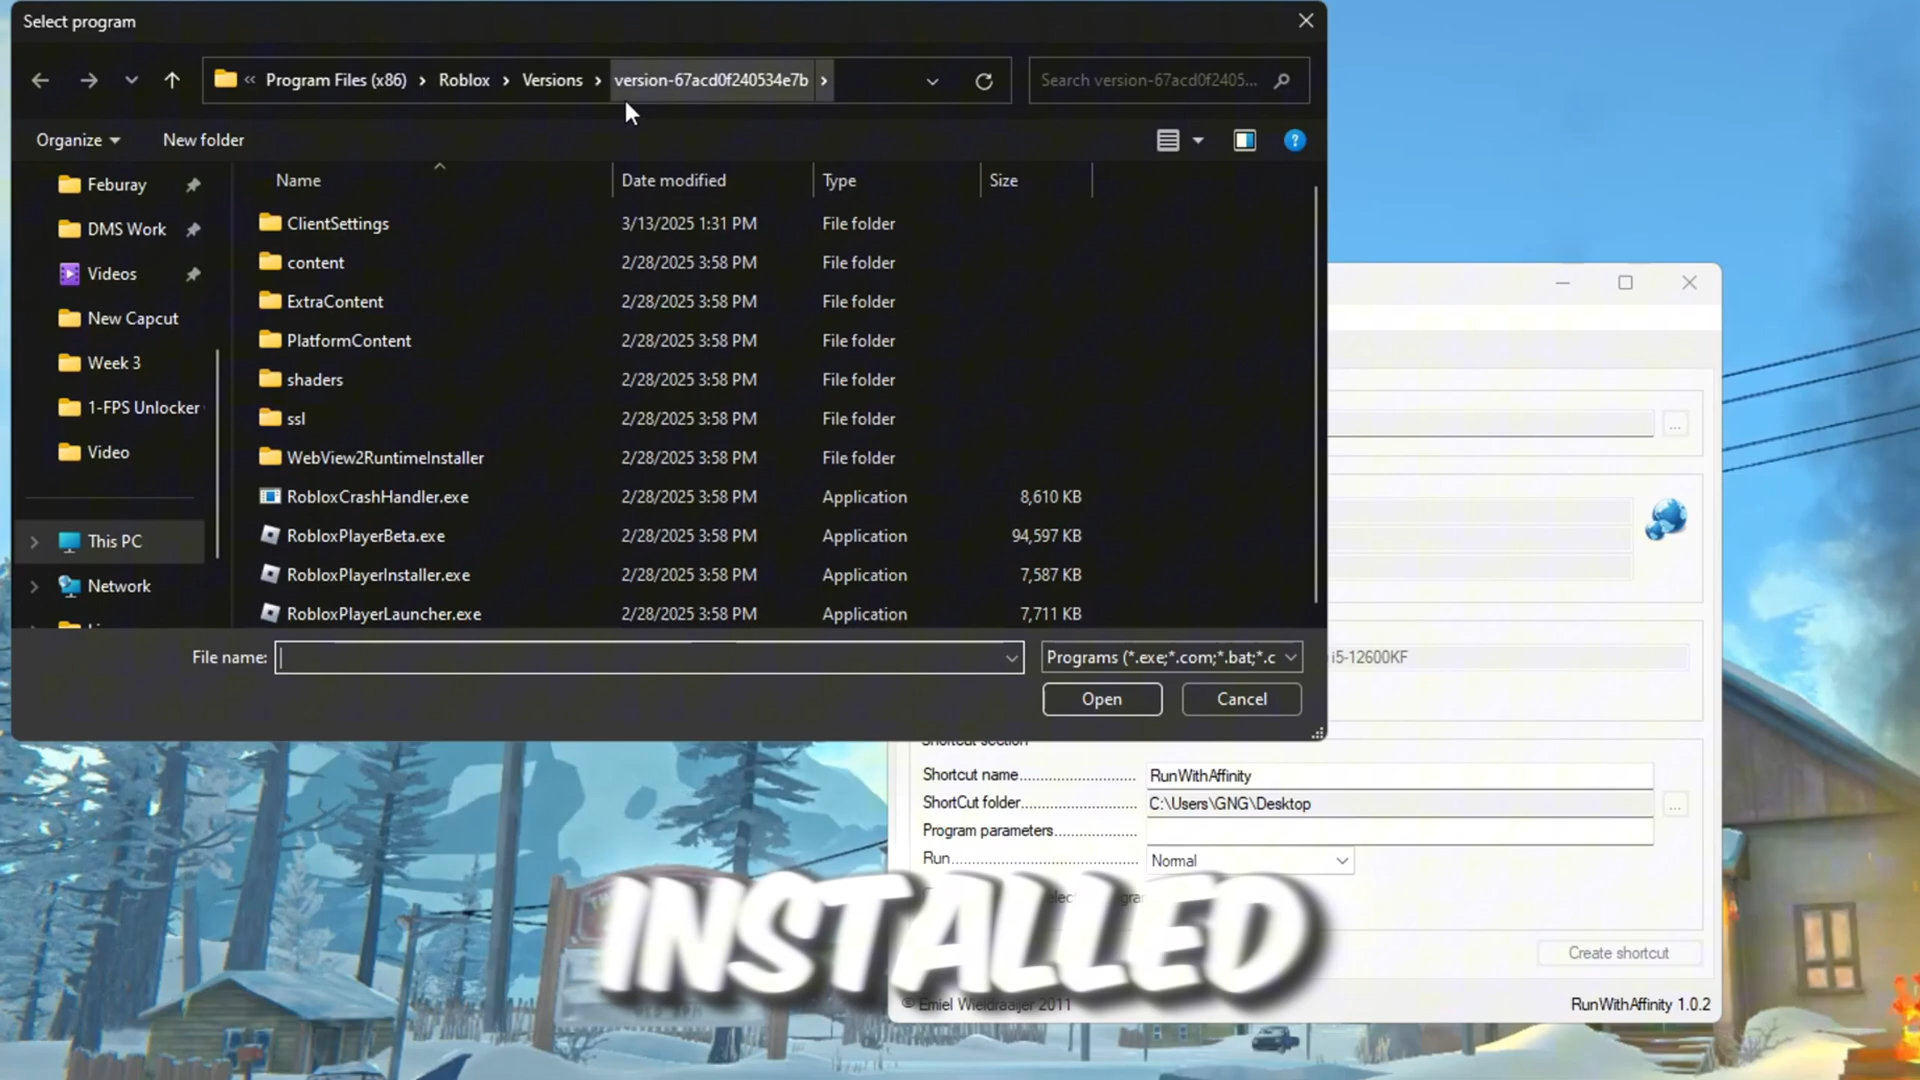 Select program
« Program Files (x86) › Roblox › Versions › version-67acd0f240534e7b ›
Search version-67acd0f2405...
Organize
New folder
?
Name
Date modified
Type
Size
Feburay
DMS Work
Videos
New Capcut
Week 3
1-FPS Unlocker
Video
This PC
Network
ClientSettings 3/13/2025 1:31 PM File folder
content 2/28/2025 3:58 PM File folder
ExtraContent 2/28/2025 3:58 PM File folder
PlatformContent 2/28/2025 3:58 PM File folder
shaders 2/28/2025 3:58 PM File folder
ssl 2/28/2025 3:58 PM File folder
WebView2RuntimeInstaller 2/28/2025 3:58 PM File folder
RobloxCrashHandler.exe 2/28/2025 3:58 PM Application 8,610 KB
RobloxPlayerBeta.exe 2/28/2025 3:58 PM Application 94,597 KB
RobloxPlayerInstaller.exe 2/28/2025 3:58 PM Application 7,587 KB
RobloxPlayerLauncher.exe 2/28/2025 3:58 PM Application 7,711 KB
File name:
Programs (*.exe;*.com;*.bat;*.c
Open
Cancel
...
i5-12600KF
Shortcut section
Shortcut name RunWithAffinity
ShortCut folder C:\Users\GNG\Desktop
...
Program parameters
Run Normal
INSTALLED
Create shortcut
© Emiel Wieldraaijer 2011
RunWithAffinity 1.0.2